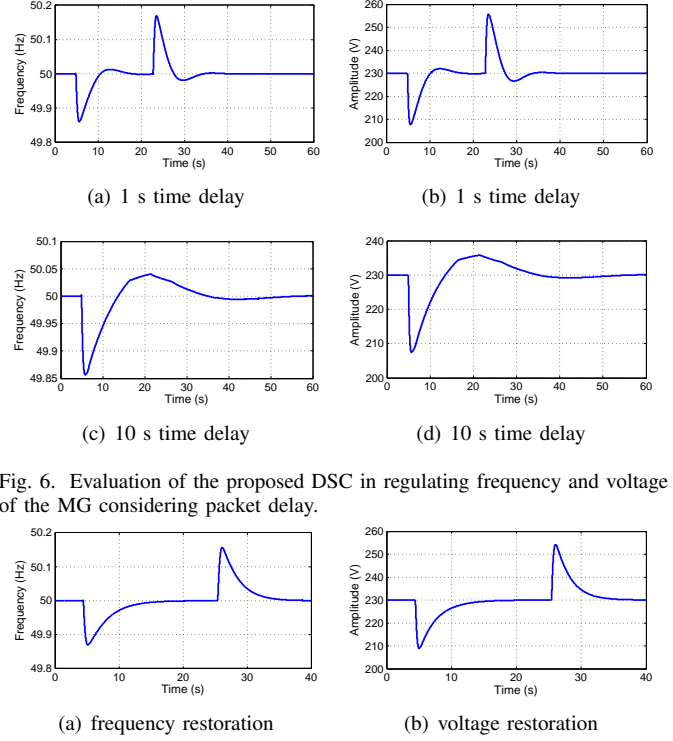 50.2
50.1
50
49.9
49.8
0 10 20 30 40 50 60
Frequency (Hz)
Time (s)
(a) 1 s time delay
260
250
240
230
220
210
200
0 10 20 30 40 50 60
Amplitude (V)
Time (s)
(b) 1 s time delay
50.1
50.05
50
49.95
49.9
49.85
0 10 20 30 40 50 60
Frequency (Hz)
Time (s)
(c) 10 s time delay
240
230
220
210
200
0 10 20 30 40 50 60
Amplitude (V)
Time (s)
(d) 10 s time delay
Fig. 6. Evaluation of the proposed DSC in regulating frequency and voltage
of the MG considering packet delay.
50.2
50.1
50
49.9
49.8
0 10 20 30 40
Frequency (Hz)
Time (s)
(a) frequency restoration
260
250
240
230
220
210
200
0 10 20 30 40
Amplitude (V)
Time (s)
(b) voltage restoration